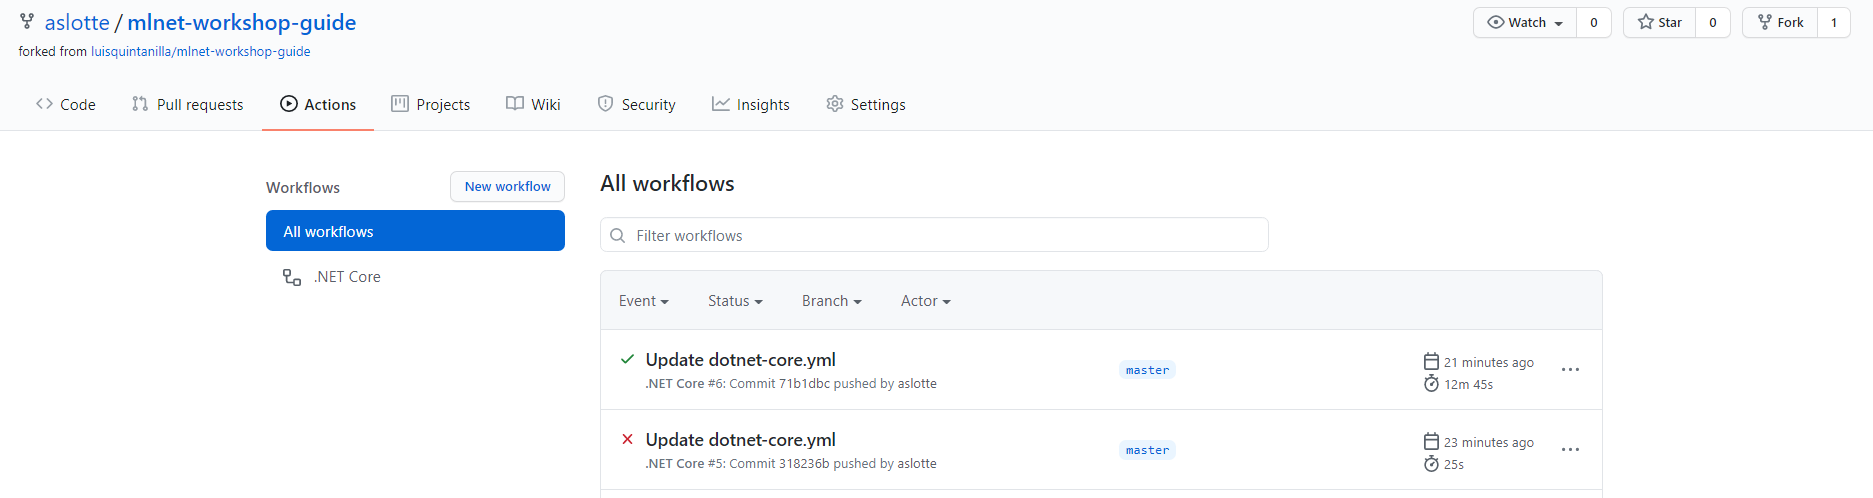 aslotte / mlnet-workshop-guide
Watch 0 Star 0 Fork 1
forked from luisquintanilla/mlnet-workshop-guide
Code Pull requests Actions Projects Wiki Security Insights Settings
Workflows New workflow
All workflows
.NET Core
All workflows
Filter workflows
Event Status Branch Actor
Update dotnet-core.yml
.NET Core #6: Commit 71b1dbc pushed by aslotte
master
21 minutes ago
12m 45s
Update dotnet-core.yml
.NET Core #5: Commit 318236b pushed by aslotte
master
23 minutes ago
25s